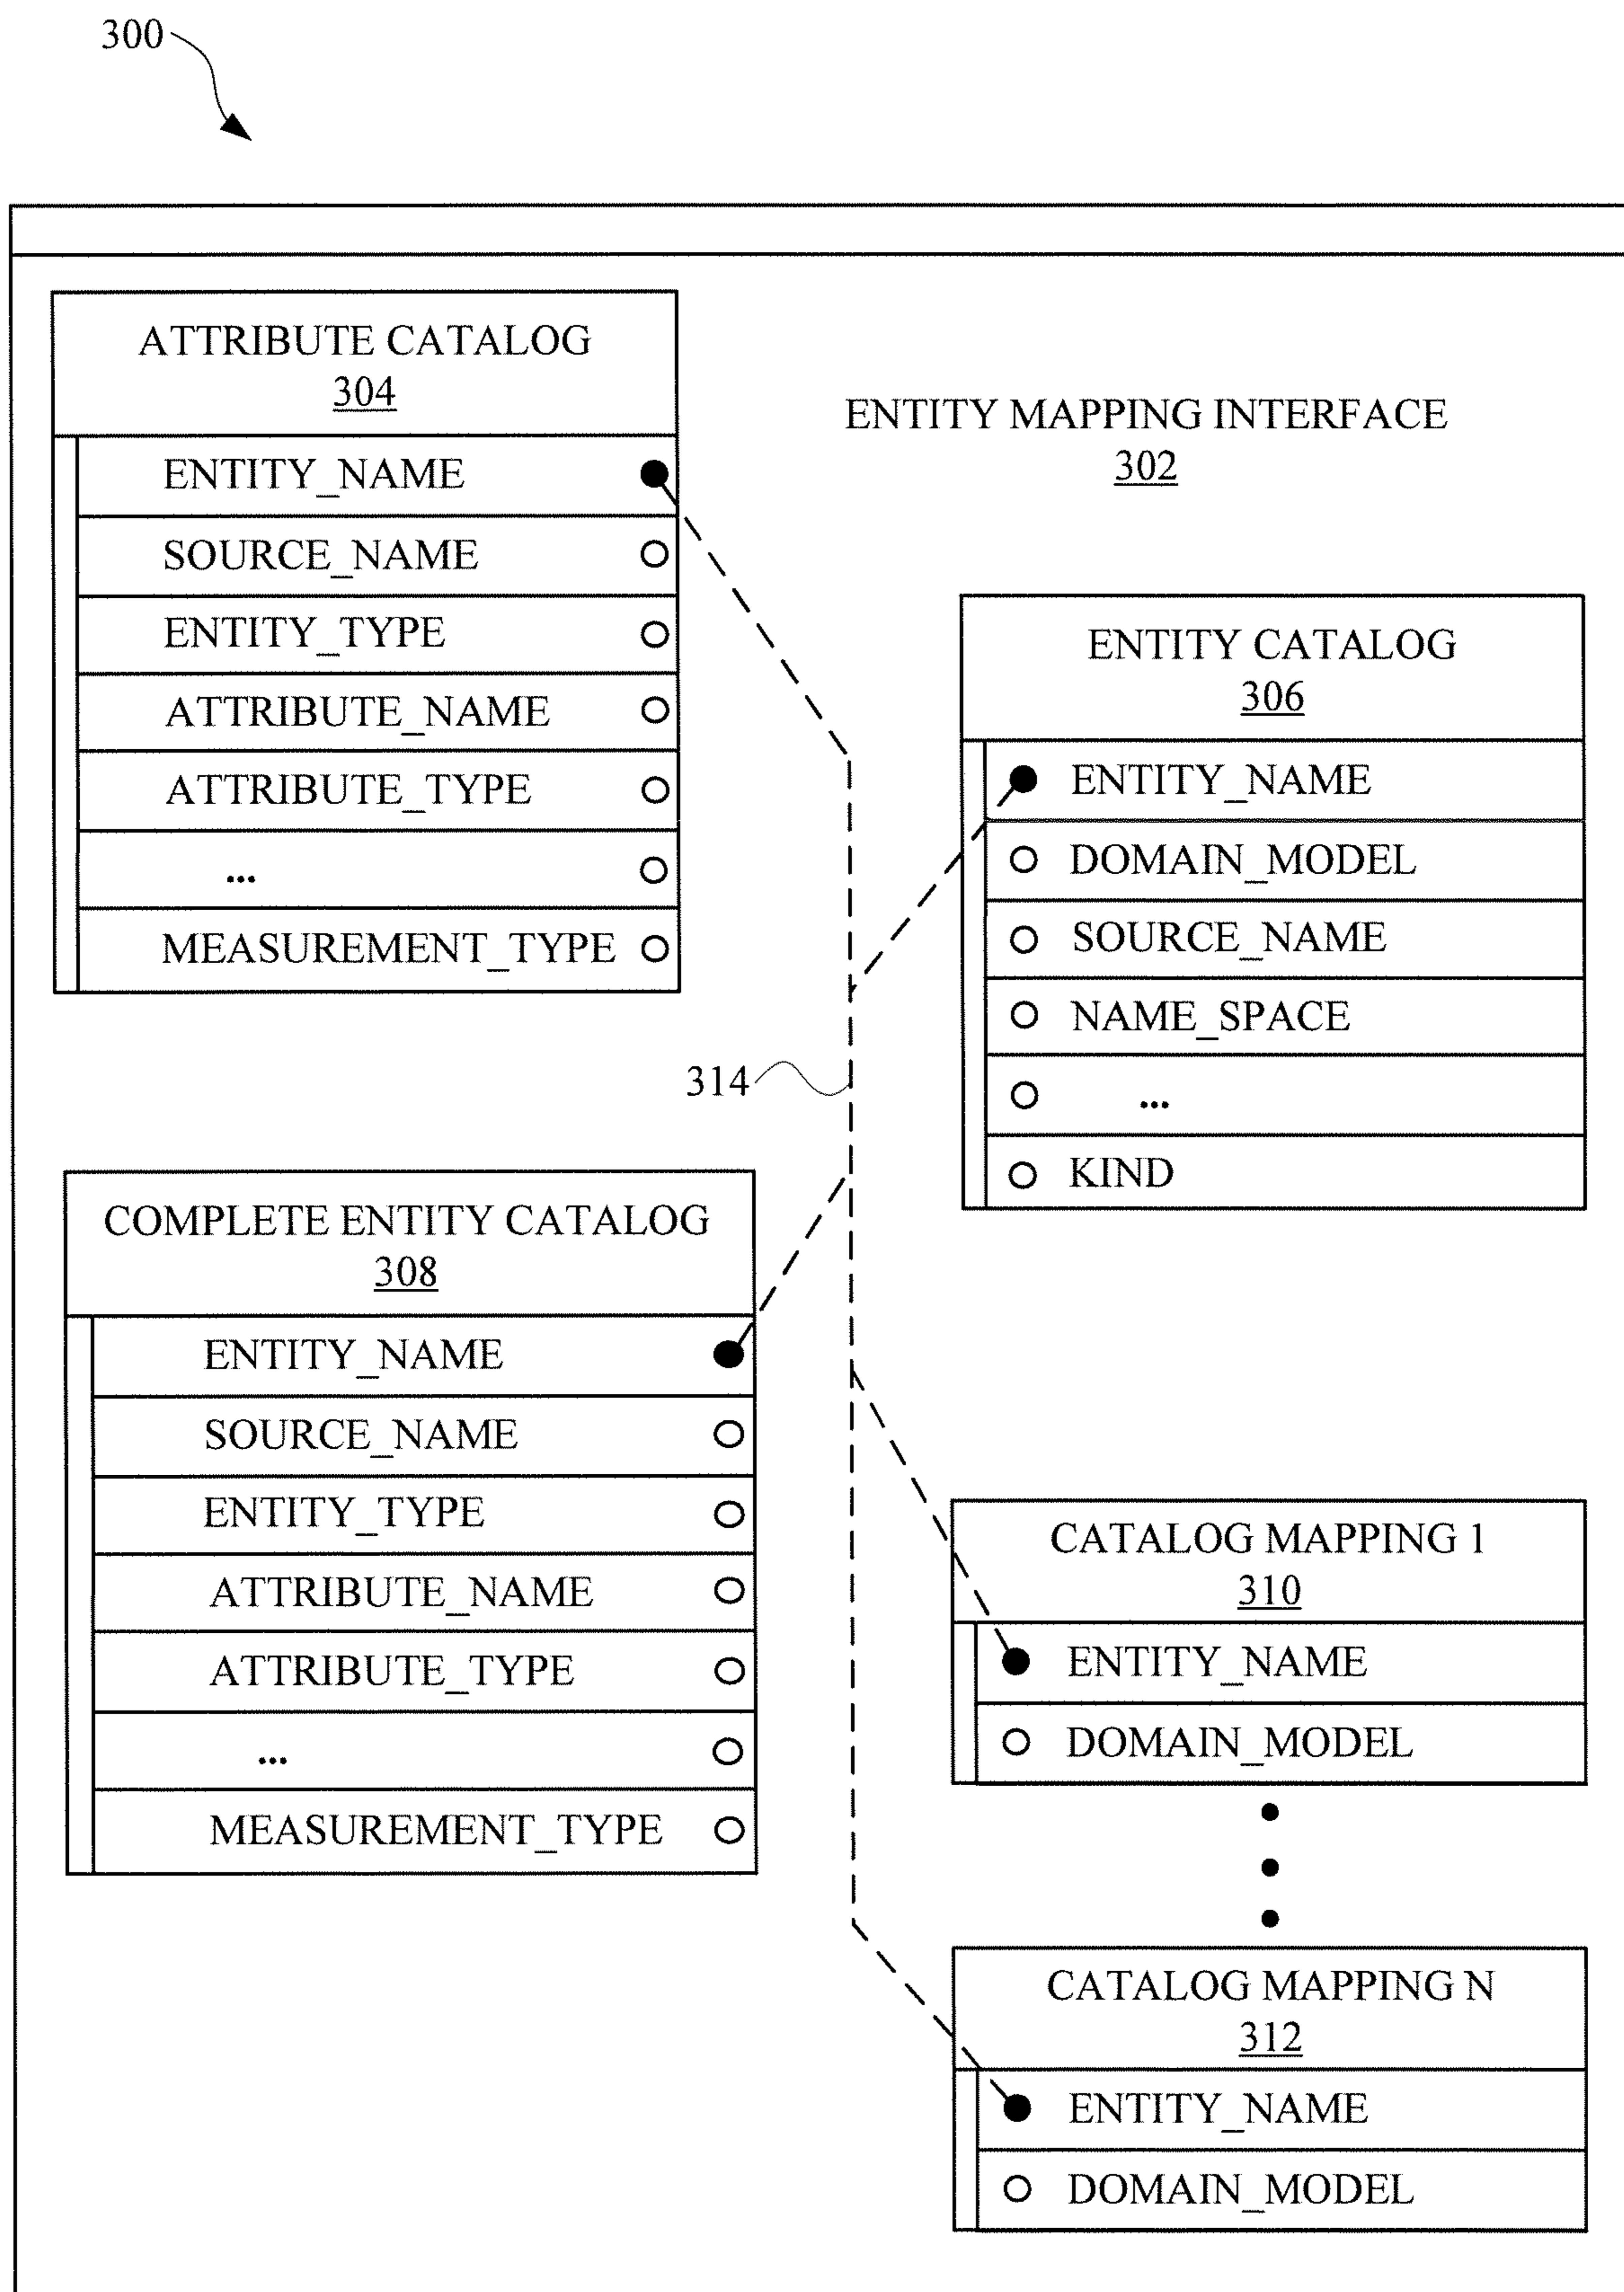 300
ATTRIBUTE CATALOG
304
ENTITY_NAME
SOURCE_NAME
ENTITY_TYPE
ATTRIBUTE_NAME
ATTRIBUTE_TYPE
...
MEASUREMENT_TYPE
ENTITY MAPPING INTERFACE
302
ENTITY CATALOG
306
ENTITY_NAME
DOMAIN_MODEL
SOURCE_NAME
NAME_SPACE
...
KIND
314
COMPLETE ENTITY CATALOG
308
ENTITY_NAME
SOURCE_NAME
ENTITY_TYPE
ATTRIBUTE_NAME
ATTRIBUTE_TYPE
...
MEASUREMENT_TYPE
CATALOG MAPPING 1
310
ENTITY_NAME
DOMAIN_MODEL
CATALOG MAPPING N
312
ENTITY_NAME
DOMAIN_MODEL